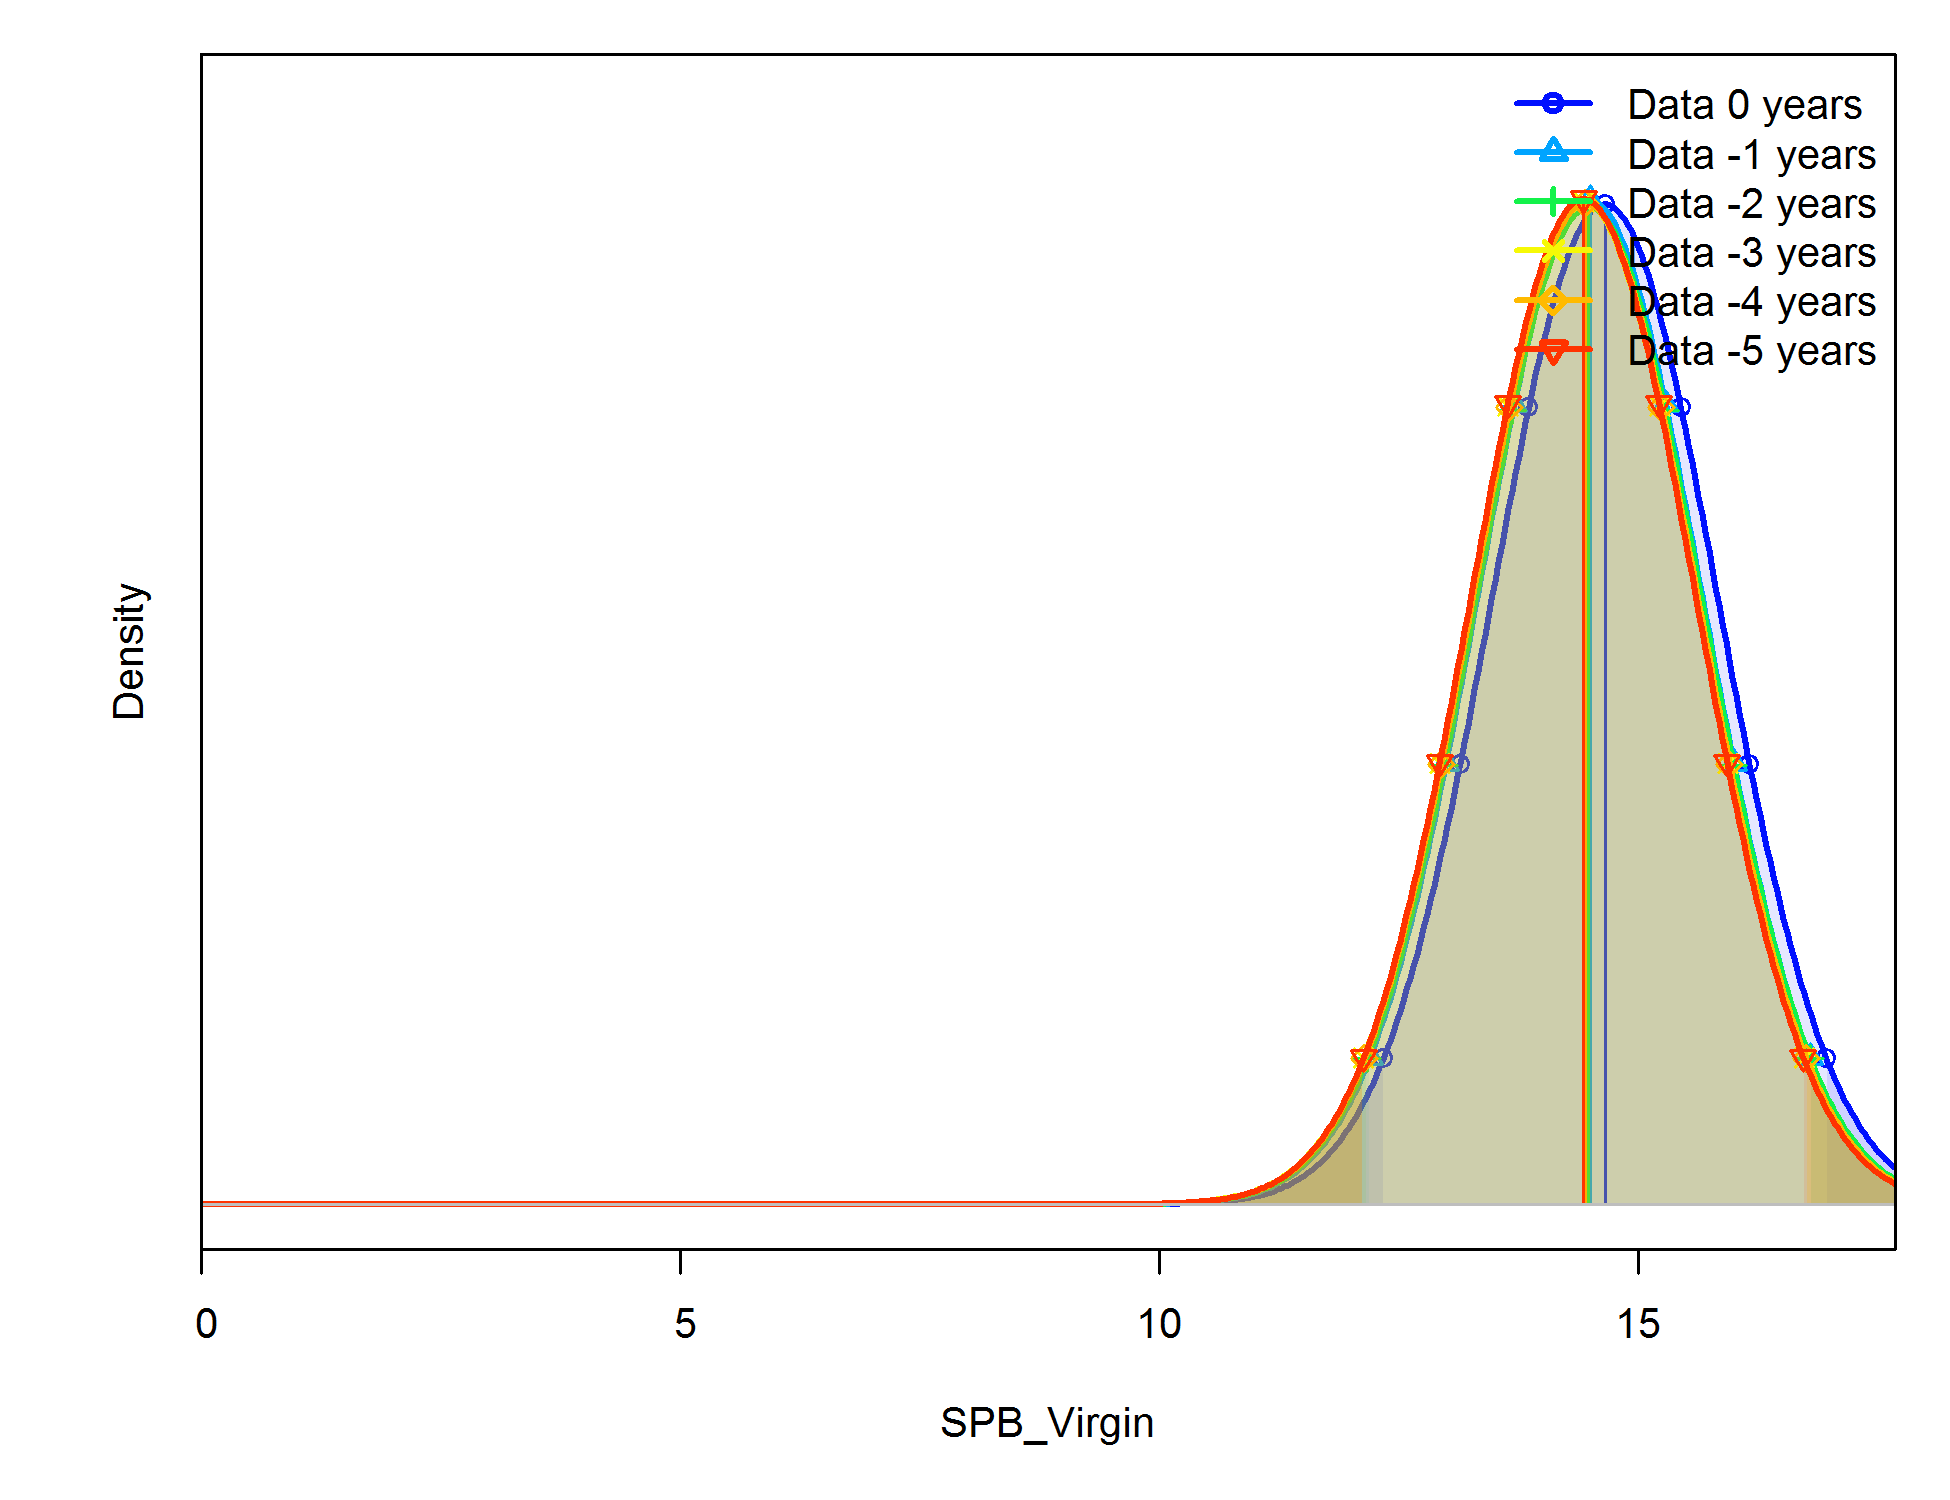 Data 0 years
Data -1 years
Data -2 years
Data -3 years
Data -4 years
Data -5 years
Density
0 5 10 15
SPB_Virgin